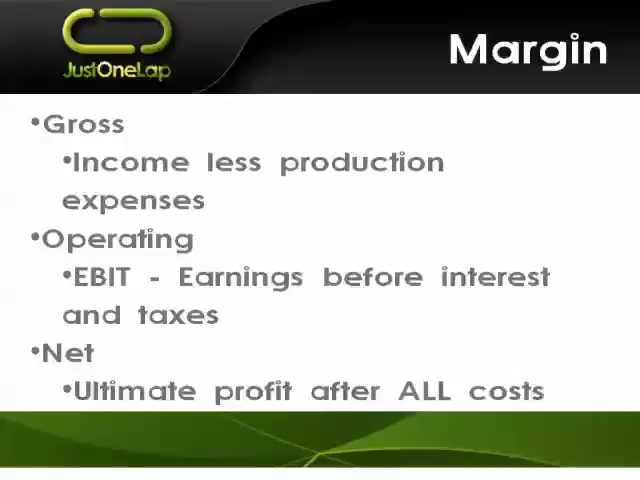 JustOneLap
Margin
•Gross
•Income less production
expenses
•Operating
•EBIT - Earnings before interest
and taxes
•Net
•Ultimate profit after ALL costs